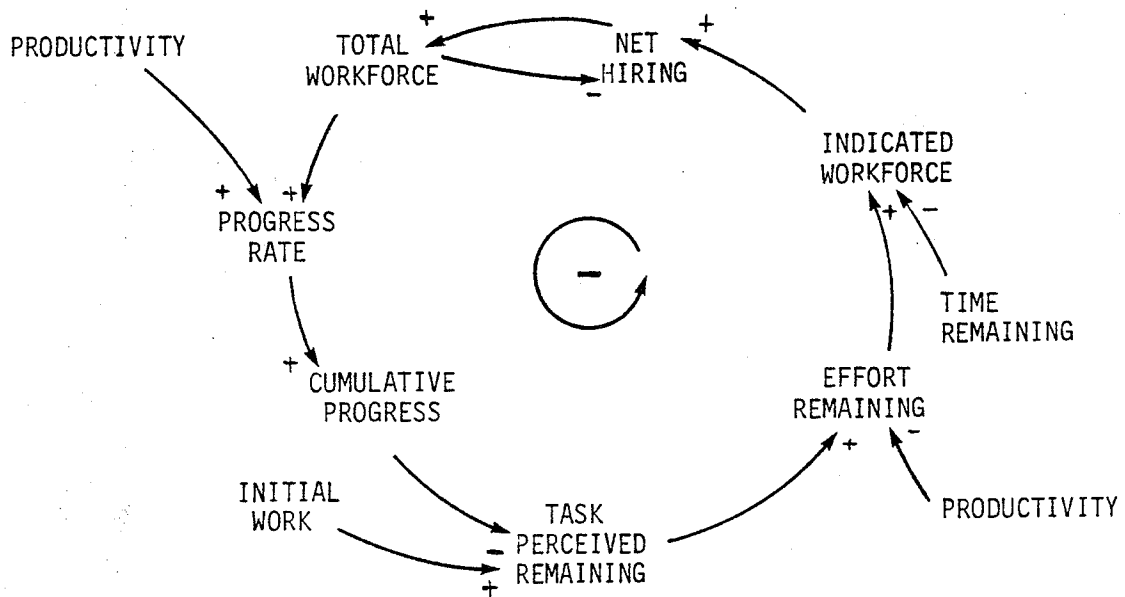 PRODUCTIVITY
+
TOTAL
WORKFORCE
NET
HIRING
+
-
INDICATED
WORKFORCE
+ +
PROGRESS
RATE
-
+ -
TIME
REMAINING
+
CUMULATIVE
PROGRESS
EFFORT
REMAINING
+ -
INITIAL
WORK
PRODUCTIVITY
-
+
TASK
PERCEIVED
REMAINING